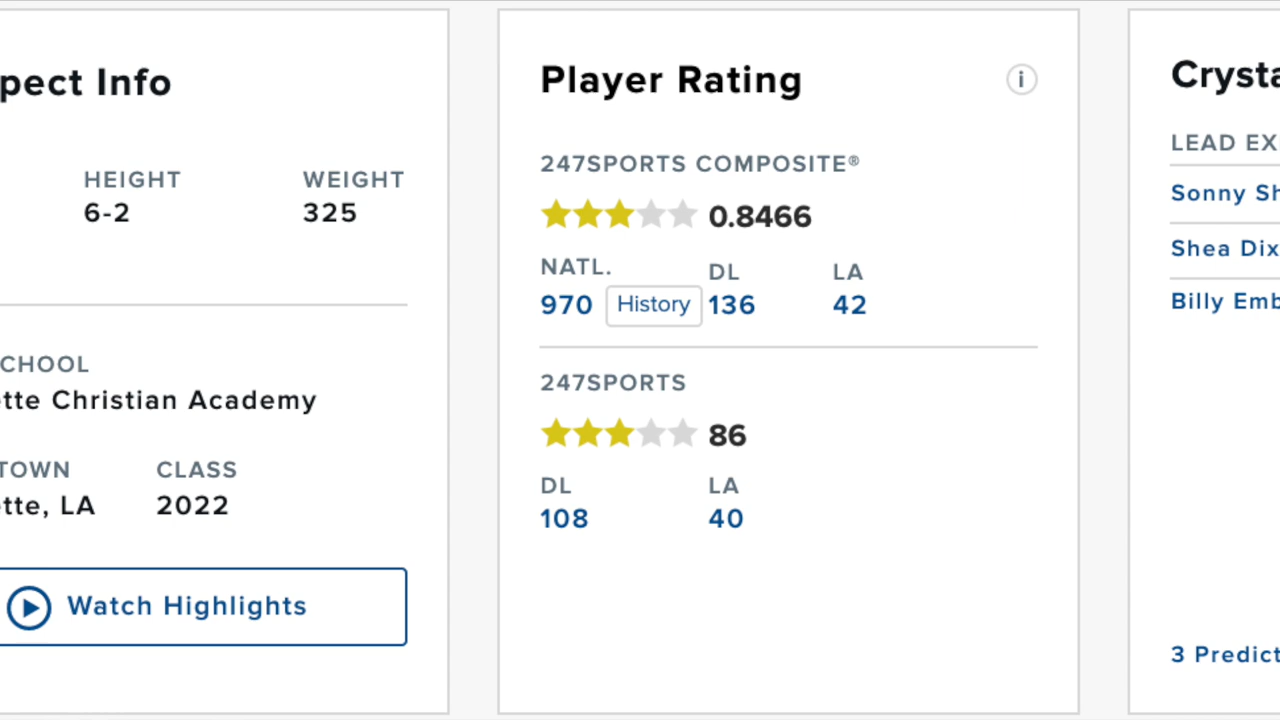 pect Info
HEIGHT
WEIGHT
6-2
325
CHOOL
ette Christian Academy
TOWN
CLASS
ette, LA
2022
Watch Highlights
Player Rating
i
247SPORTS COMPOSITE®
0.8466
NATL.
DL
LA
970
History
136
42
247SPORTS
86
DL
LA
108
40
Crysta
LEAD EX
Sonny Sh
Shea Dix
Billy Emb
3 Predict